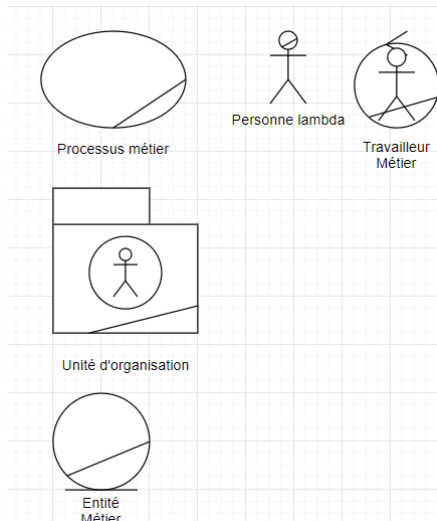 Processus métier
Personne lambda
Travailleur
Métier
Unité d'organisation
Entité
Métier